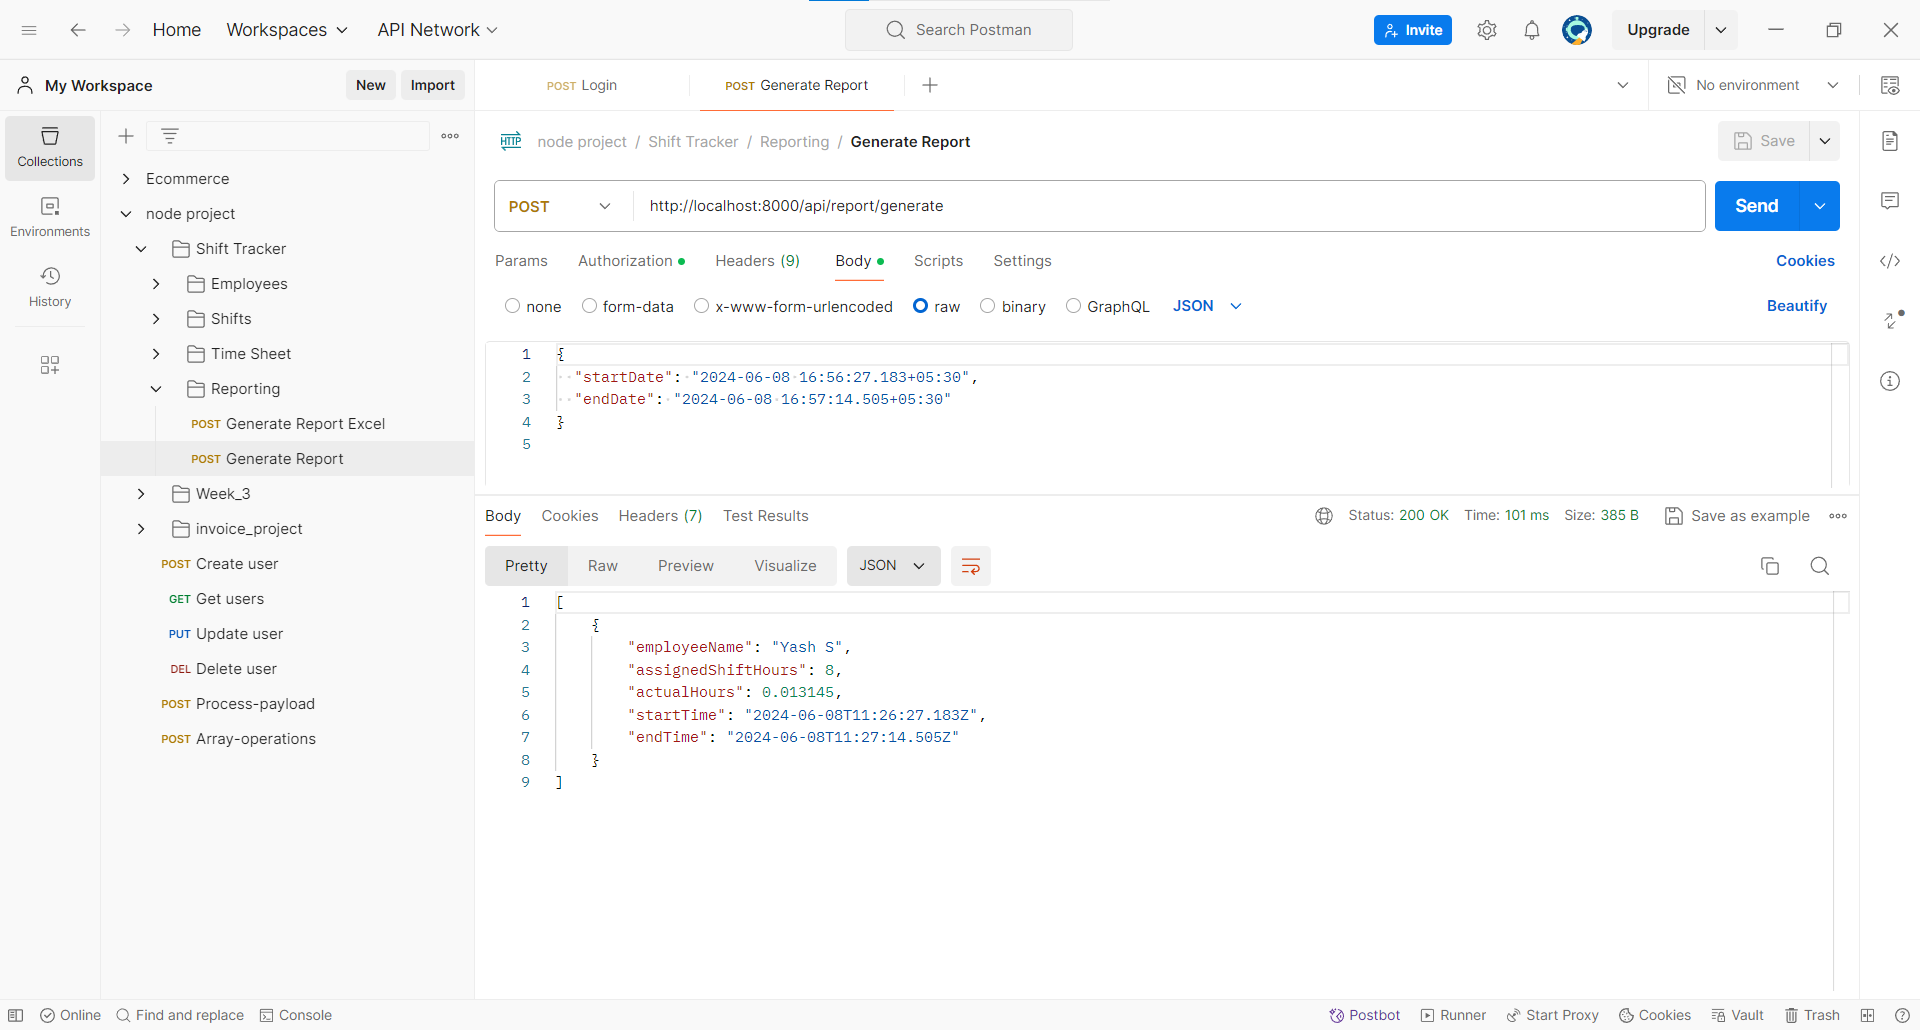 Home Workspaces API Network Search Postman Invite Upgrade
My Workspace New Import POST Login POST Generate Report No environment
Collections
Environments
History
Ecommerce
node project
Shift Tracker
Employees
Shifts
Time Sheet
Reporting
POST Generate Report Excel
POST Generate Report
Week_3
invoice_project
POST Create user
GET Get users
PUT Update user
DEL Delete user
POST Process-payload
POST Array-operations
HTTP node project / Shift Tracker / Reporting / Generate Report Save
POST http://localhost:8000/api/report/generate Send
Params Authorization Headers (9) Body Scripts Settings Cookies
none form-data x-www-form-urlencoded raw binary GraphQL JSON Beautify
1 {
2 "startDate": "2024-06-08 16:56:27.183+05:30",
3 "endDate": "2024-06-08 16:57:14.505+05:30"
4 }
5
Body Cookies Headers (7) Test Results Status: 200 OK Time: 101 ms Size: 385 B Save as example
Pretty Raw Preview Visualize JSON
1 [
2 {
3 "employeeName": "Yash S",
4 "assignedShiftHours": 8,
5 "actualHours": 0.013145,
6 "startTime": "2024-06-08T11:26:27.183Z",
7 "endTime": "2024-06-08T11:27:14.505Z"
8 }
9 ]
Online Find and replace Console Postbot Runner Start Proxy Cookies Vault Trash